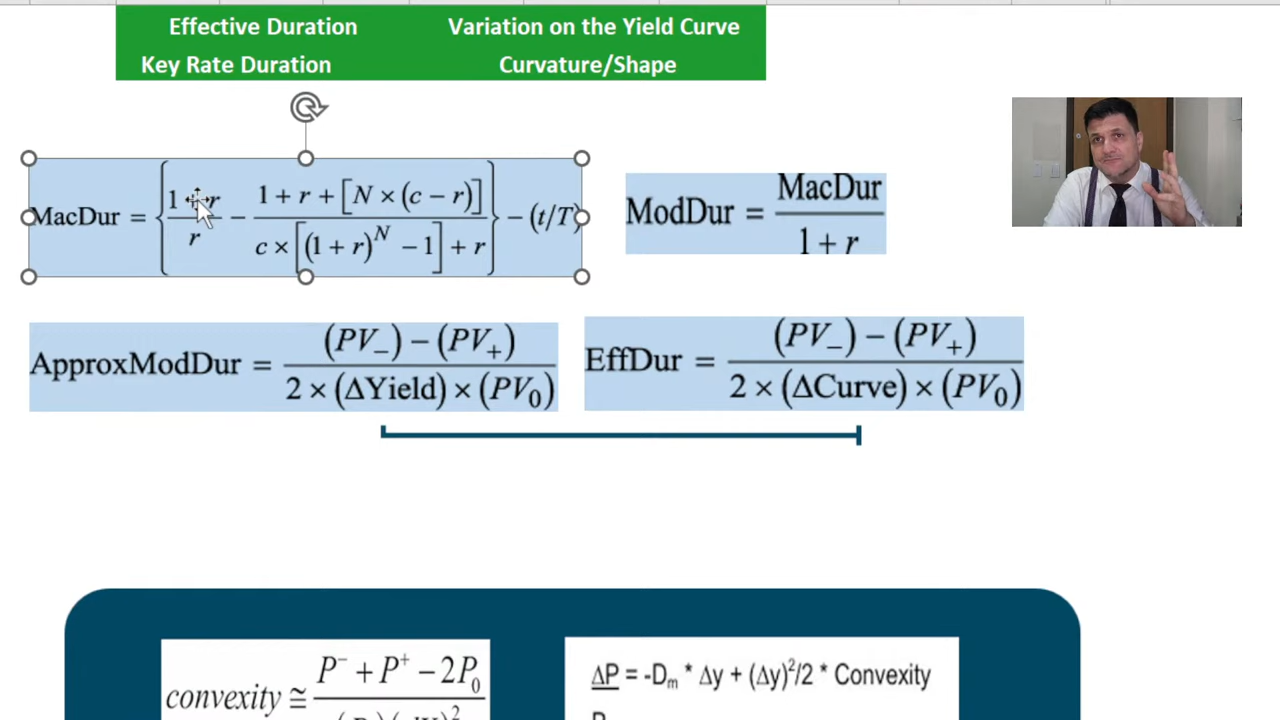 Effective Duration Variation on the Yield Curve
Key Rate Duration Curvature/Shape
MacDur = { 1 + r / r − 1 + r + [N × (c − r)] / c × [(1 + r)^N − 1] + r } − (t/T)
ModDur = MacDur / 1 + r
ApproxModDur = (PV₋) − (PV₊) / 2 × (ΔYield) × (PV₀)
EffDur = (PV₋) − (PV₊) / 2 × (ΔCurve) × (PV₀)
convexity ≅ P⁻ + P⁺ − 2P₀
ΔP = -Dₘ * Δy + (Δy)²/2 * Convexity